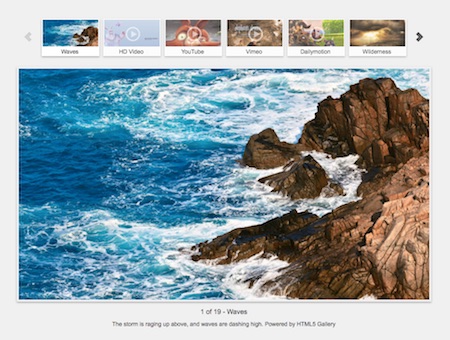 Waves
HD Video
YouTube
Vimeo
Dailymotion
Wilderness
1 of 19 - Waves
The storm is raging up above, and waves are dashing high. Powered by HTML5 Gallery